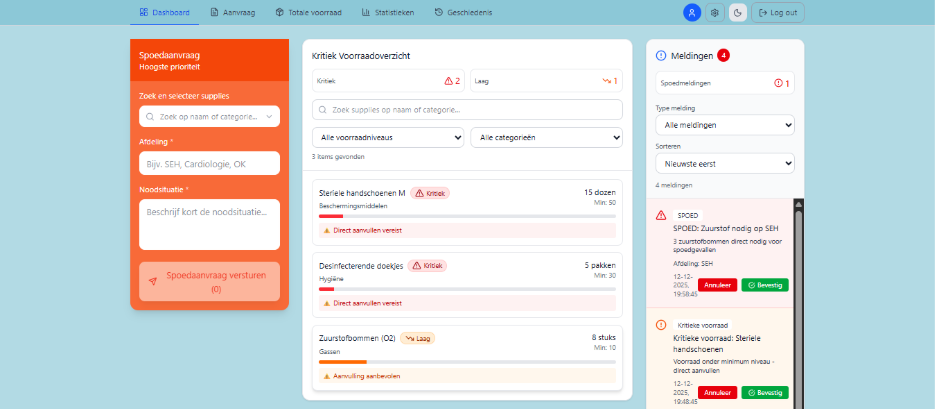 Dashboard
Aanvraag
Totale voorraad
Statistieken
Geschiedenis
Log out
Spoedaanvraag
Hoogste prioriteit
Zoek en selecteer supplies
Zoek op naam of categorie...
Afdeling *
Bijv. SEH, Cardiologie, OK
Noodsituatie *
Beschrijf kort de noodsituatie...
Spoedaanvraag versturen
(0)
Kritiek Voorraadoverzicht
Kritiek 2
Laag 1
Zoek supplies op naam of categorie...
Alle voorraadniveaus
Alle categorieën
3 items gevonden
Steriele handschoenen M Kritiek 15 dozen
Beschermingsmiddelen Min: 50
Direct aanvullen vereist
Desinfecterende doekjes Kritiek 5 pakken
Hygiëne Min: 30
Direct aanvullen vereist
Zuurstofbommen (O2) Laag 8 stuks
Gassen Min: 10
Aanvulling aanbevolen
Meldingen 4
Spoedmeldingen 1
Type melding
Alle meldingen
Sorteren
Nieuwste eerst
4 meldingen
SPOED
SPOED: Zuurstof nodig op SEH
3 zuurstofbommen direct nodig voor
spoedgevallen
Afdeling: SEH
12-12-
2025,
19:58:45
Annuleer
Bevestig
Kritieke voorraad
Kritieke voorraad: Steriele
handschoenen
Voorraad onder minimum niveau -
direct aanvullen
12-12-
2025,
19:48:45
Annuleer
Bevestig